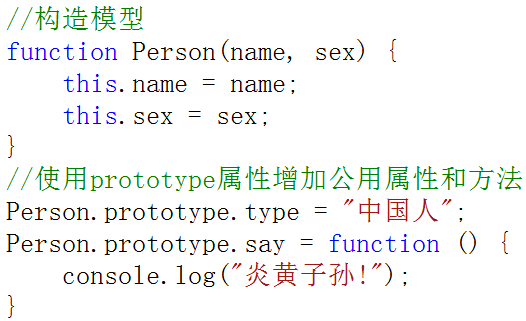 //构造模型
function Person(name, sex) {
    this.name = name;
    this.sex = sex;
}
//使用prototype属性增加公用属性和方法
Person.prototype.type = "中国人";
Person.prototype.say = function () {
    console.log("炎黄子孙!");
}